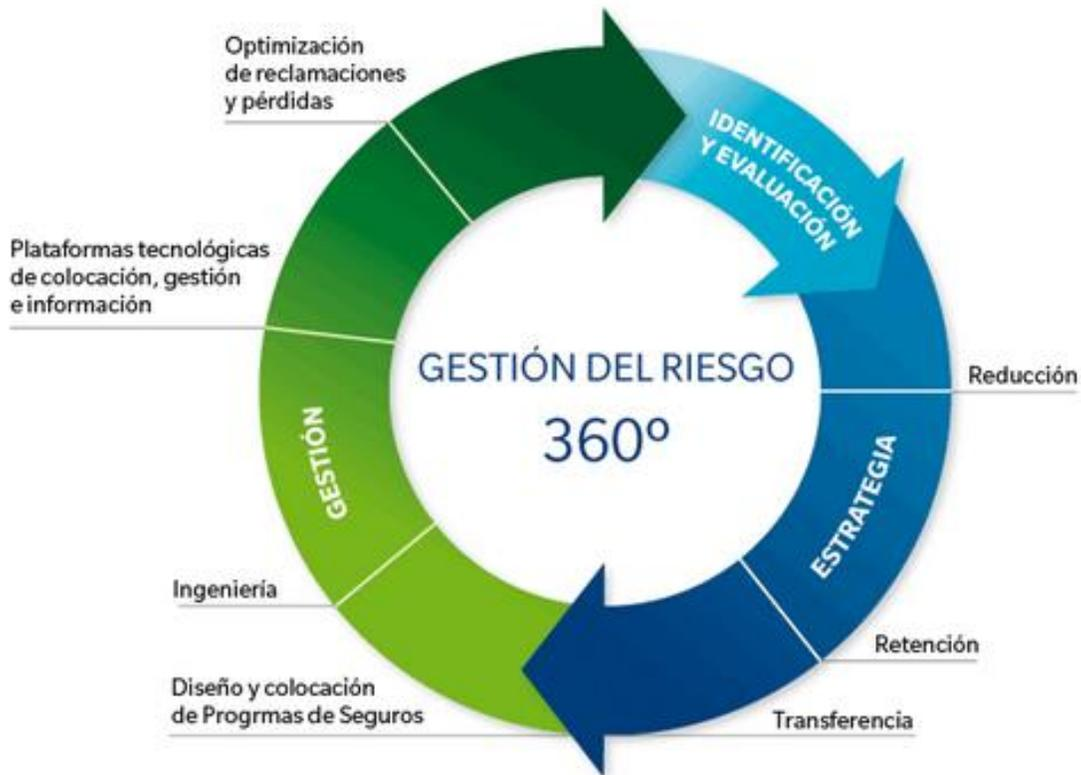 Optimización
de reclamaciones
y pérdidas
IDENTIFICACIÓN
Y EVALUACIÓN
Plataformas tecnológicas
de colocación, gestión
e información
GESTIÓN DEL RIESGO
360º
Reducción
GESTIÓN
ESTRATEGIA
Ingeniería
Retención
Diseño y colocación
de Progrmas de Seguros
Transferencia